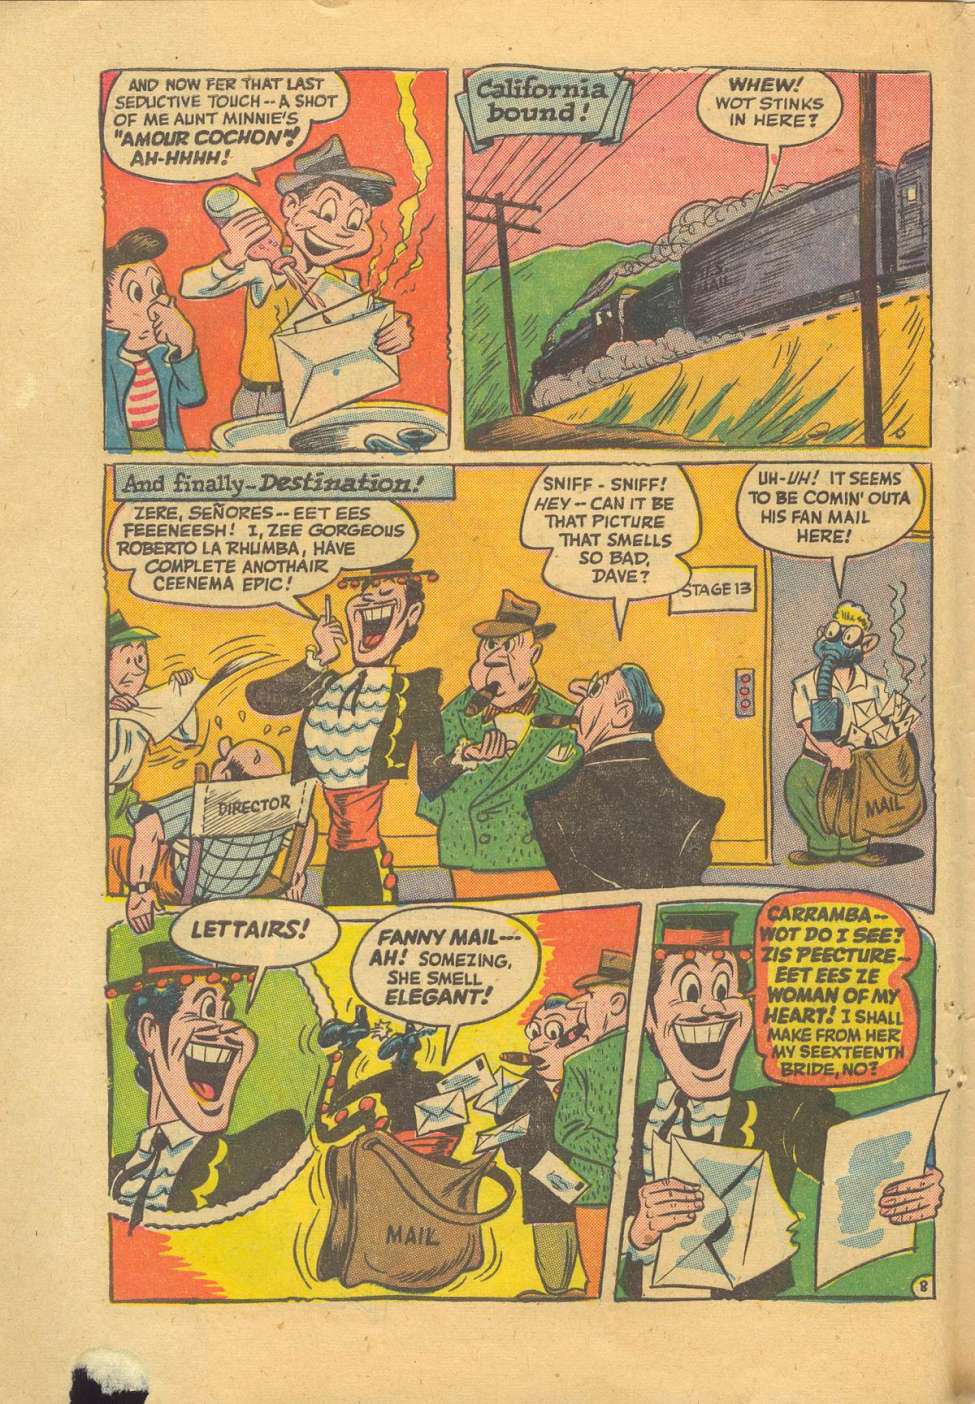 AND NOW FER THAT LAST
SEDUCTIVE TOUCH -- A SHOT
OF ME AUNT MINNIE'S
"AMOUR COCHON"!
AH-HHHH!
California
bound!
WHEW!
WOT STINKS
IN HERE?
MAIL
And finally-Destination!
ZERE, SEÑORES -- EET EES
FEEENEESH! I, ZEE GORGEOUS
ROBERTO LA RHUMBA, HAVE
COMPLETE ANOTHAIR
CEENEMA EPIC!
SNIFF - SNIFF!
HEY -- CAN IT BE
THAT PICTURE
THAT SMELLS
SO BAD,
DAVE?
UH-UH! IT SEEMS
TO BE COMIN' OUTA
HIS FAN MAIL
HERE!
STAGE 13
DIRECTOR
MAIL
LETTAIRS!
FANNY MAIL---
AH! SOMEZING,
SHE SMELL
ELEGANT!
MAIL
CARRAMBA--
WOT DO I SEE?
ZIS PEECTURE--
EET EES ZE
WOMAN OF MY
HEART! I SHALL
MAKE FROM HER
MY SEEXTEENTH
BRIDE, NO?
8